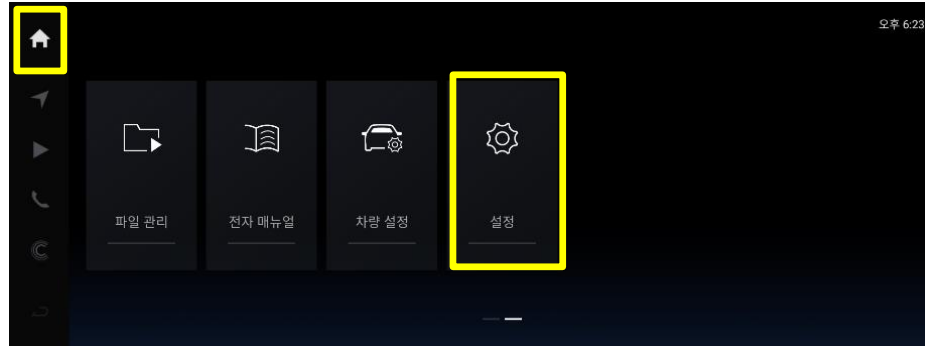 오후 6:23
파일 관리
전자 매뉴얼
차량 설정
설정